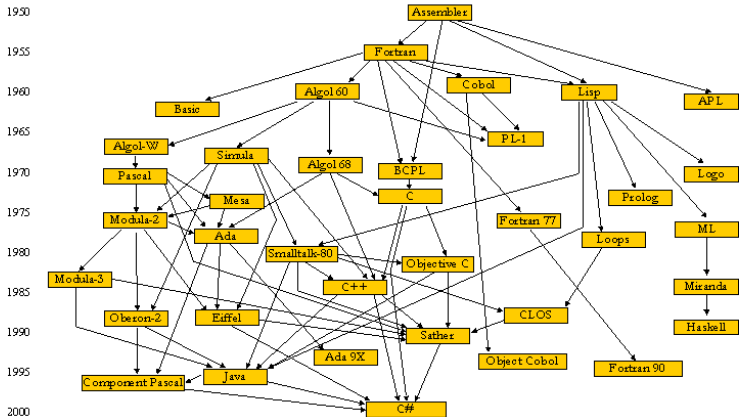 1950
Assembler
1955
Fortran
Cobol
1960
Algol 60
Lisp
Basic
APL
1965
PL-1
Algol-W
Simula
Algol 68
BCPL
Logo
1970
Pascal
C
Prolog
Mesa
1975
Modula-2
Fortran 77
ML
Ada
Loops
1980
Smalltalk-80
Objective C
Modula-3
C++
Miranda
1985
Oberon-2
Eiffel
CLOS
Haskell
1990
Sather
Ada 9X
Object Cobol
Fortran 90
1995
Component Pascal
Java
2000
C#